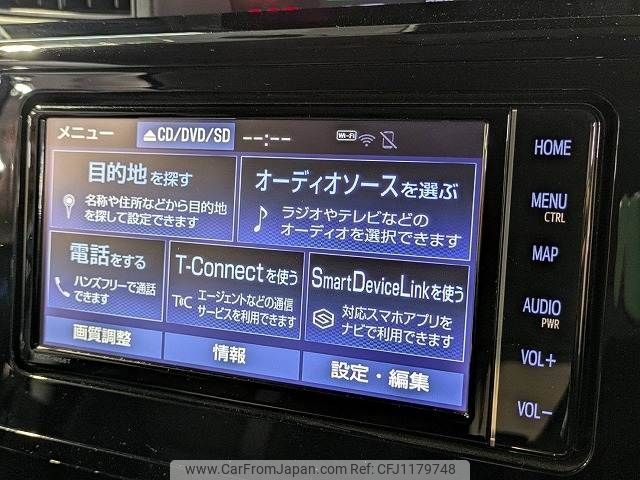 メニュー
CD/DVD/SD
--:--
Wi-Fi
目的地を探す
名称や住所などから目的地
を探して設定できます
オーディオソースを選ぶ
ラジオやテレビなどの
オーディオを選択できます
電話をする
ハンズフリーで通話
できます
T-Connectを使う
TC
エージェントなどの通信
サービスを利用できます
SmartDeviceLinkを使う
対応スマホアプリを
ナビで利用できます
画質調整
情報
設定・編集
HOME
MENU
CTRL
MAP
AUDIO
PWR
VOL+
VOL-
www.CarFromJapan.com Ref:CFJ1179748